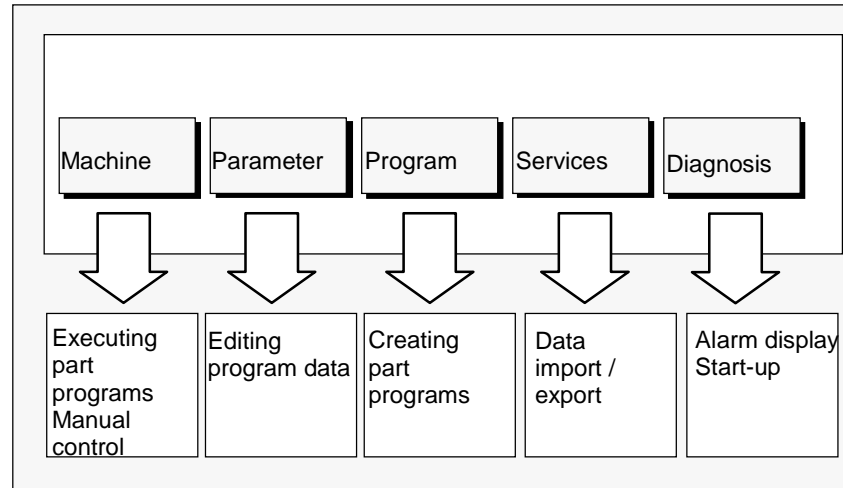 Machine
Parameter
Program
Services
Diagnosis
Executing
part
programs
Manual
control
Editing
program data
Creating
part
programs
Data
import /
export
Alarm display
Start-up